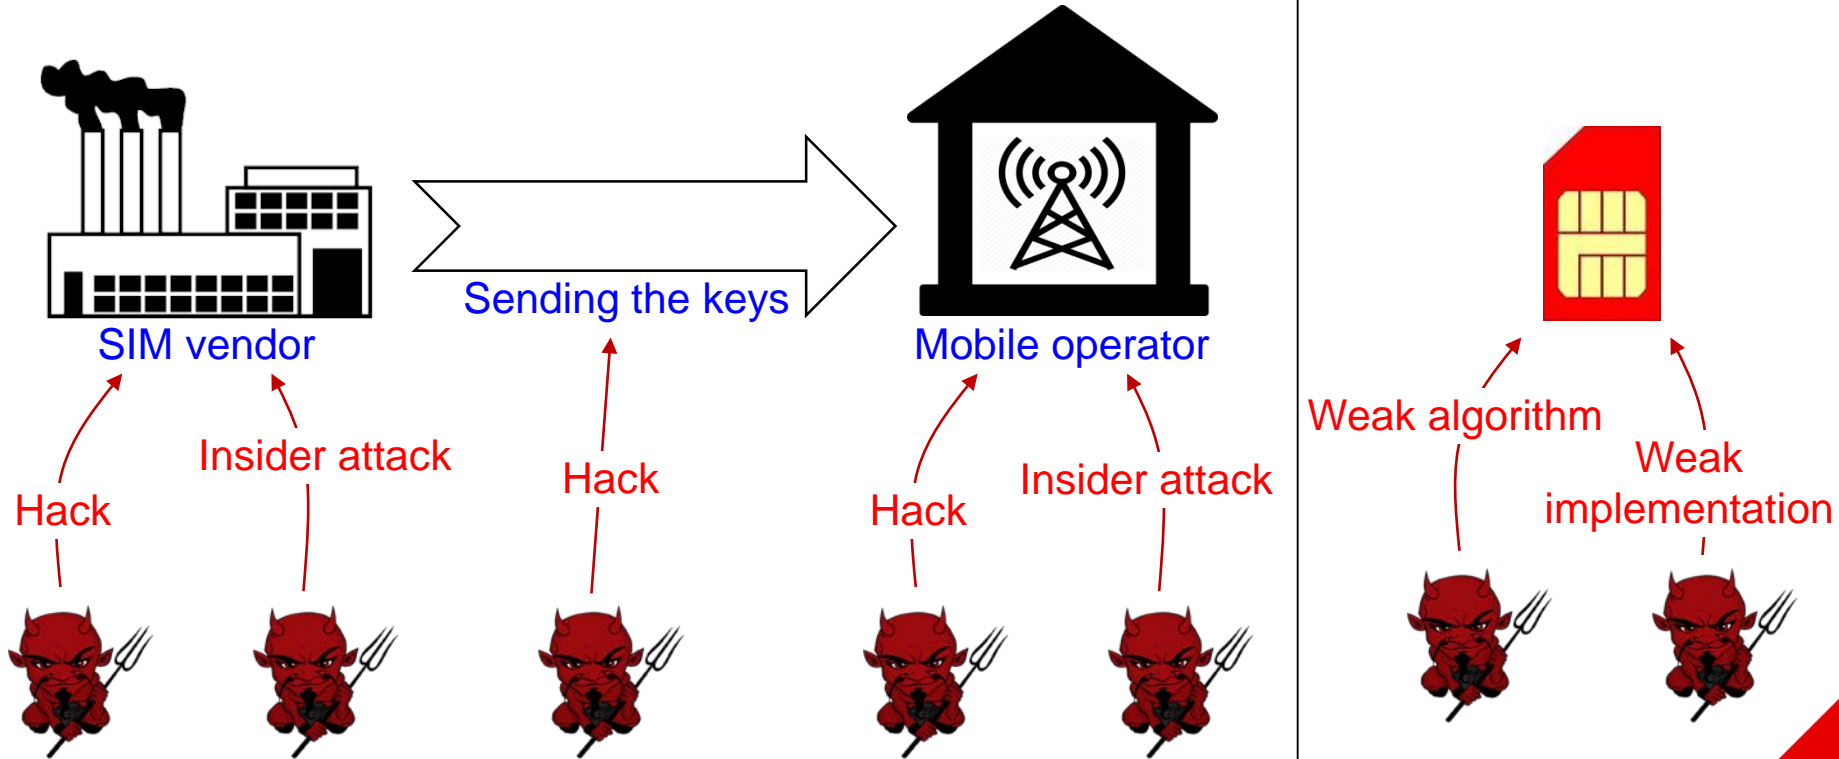 Sending the keys
SIM vendor
Mobile operator
Weak algorithm
Insider attack
Hack
Insider attack
Weak
implementation
Hack
Hack